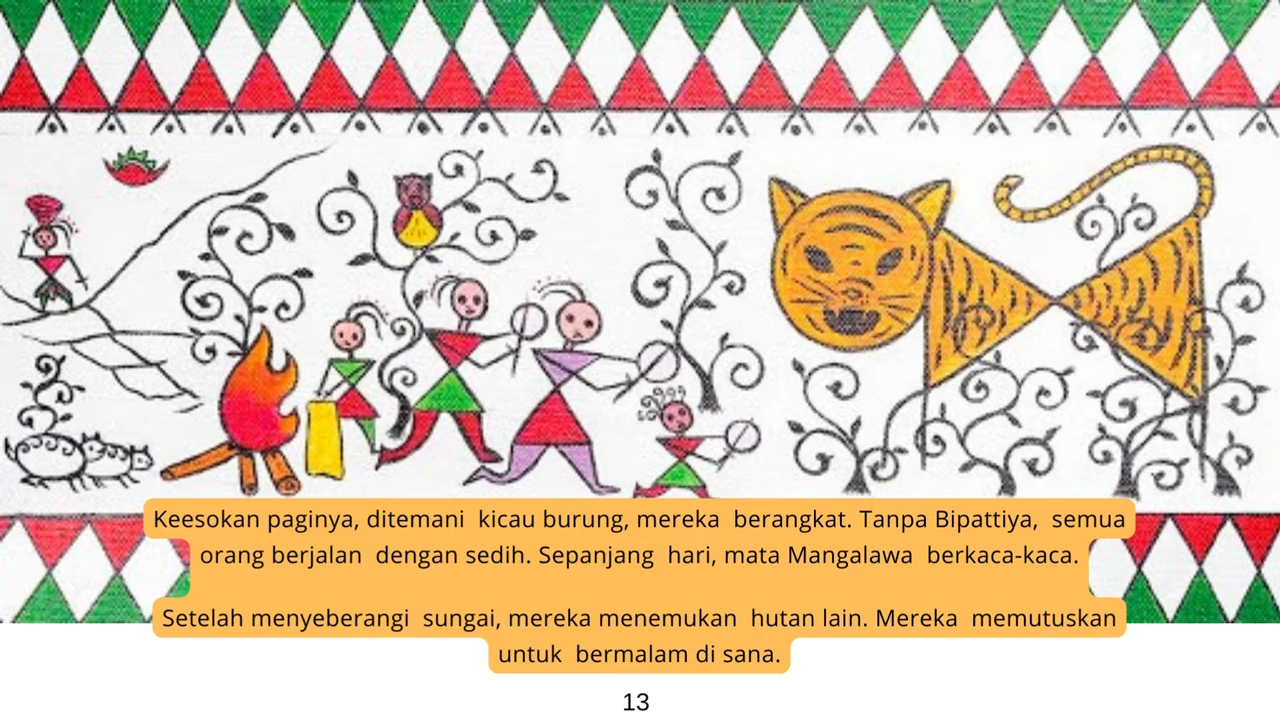 Keesokan paginya, ditemani kicau burung, mereka berangkat. Tanpa Bipattiya, semua
orang berjalan dengan sedih. Sepanjang hari, mata Mangalawa berkaca-kaca.
Setelah menyeberangi sungai, mereka menemukan hutan lain. Mereka memutuskan
untuk bermalam di sana.
13